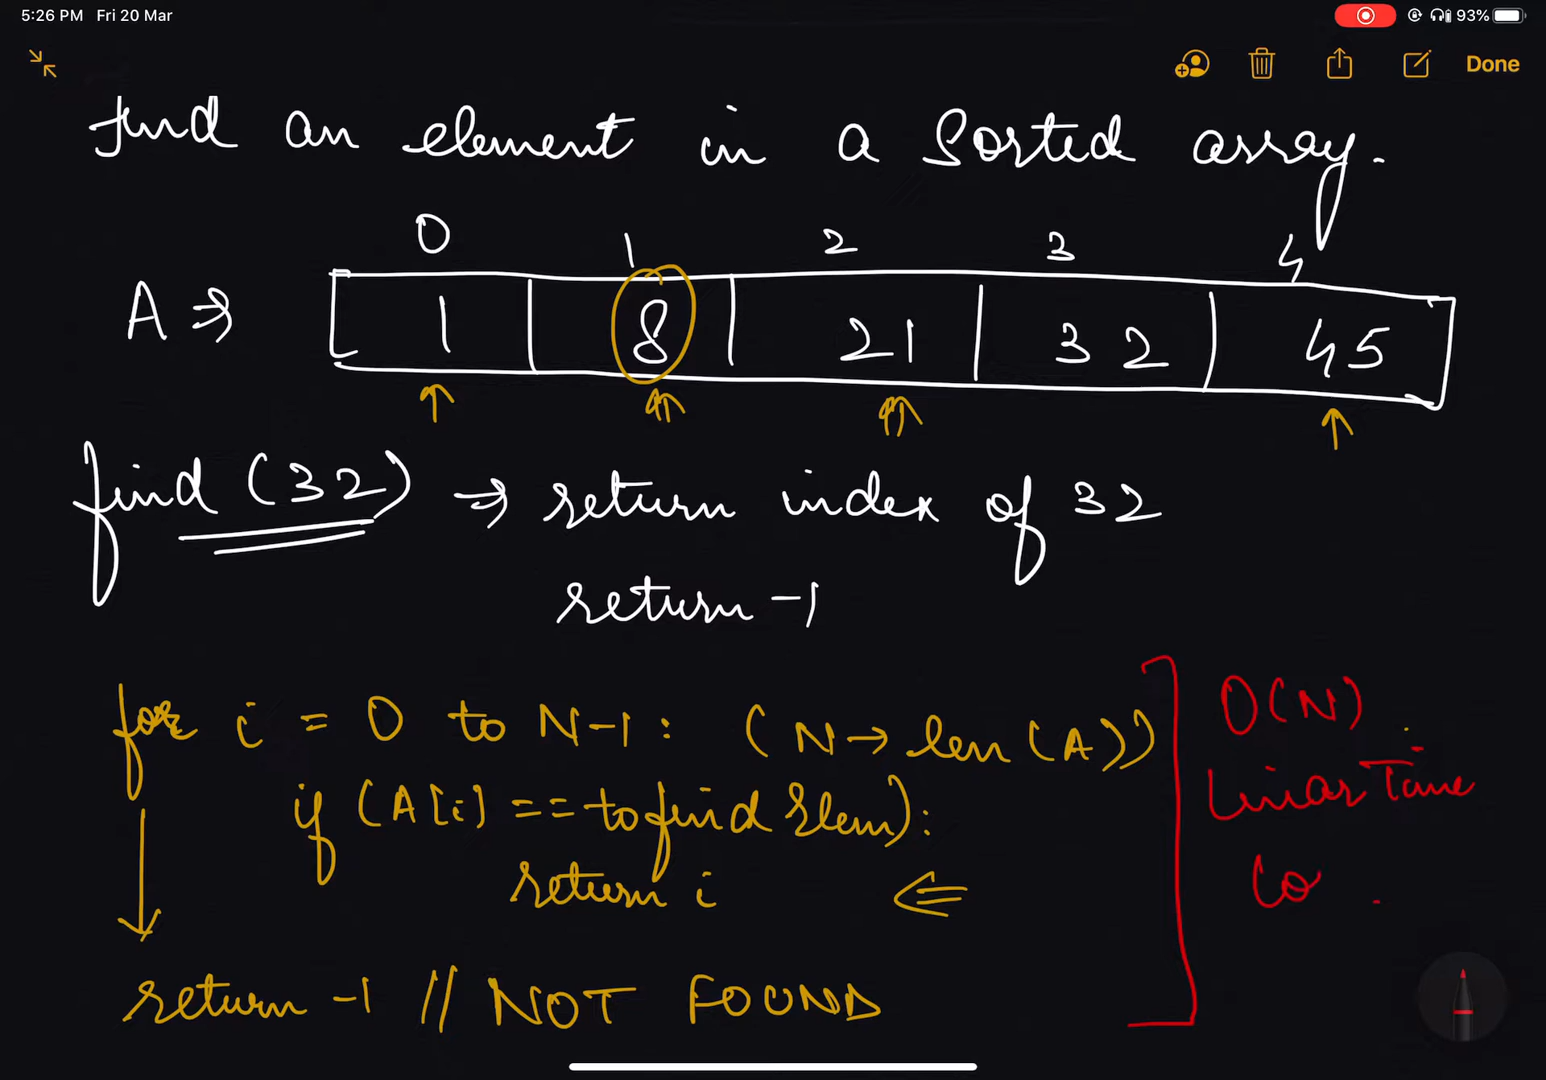 5:26 PM Fri 20 Mar 93%
Done
find an element in a Sorted array.
0 1 2 3 4
A ⇒ 1 8 21 32 45
find (32) → return index of 32
return -1
for i = 0 to N-1: (N→ len(A))
if (A[i] == tofindElem):
return i
return -1 // NOT FOUND
O(N)
Linear Time
Co